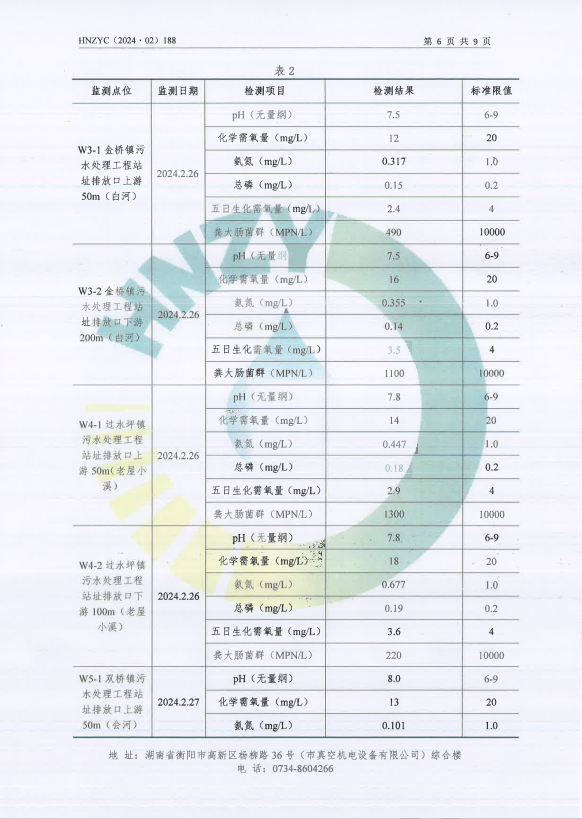 HNZYC（2024·02）188
第 6 页 共 9 页
表 2
监测点位 监测日期 检测项目 检测结果 标准限值
W3-1 金桥镇污
水处理工程站
址排放口上游
50m（白河）
2024.2.26
pH（无量纲） 7.5 6-9
化学需氧量（mg/L） 12 20
氨氮（mg/L） 0.317 1.0
总磷（mg/L） 0.15 0.2
五日生化需氧量（mg/L） 2.4 4
粪大肠菌群（MPN/L） 490 10000
W3-2 金桥镇污
水处理工程站
址排放口下游
200m（白河）
2024.2.26
pH（无量纲） 7.5 6-9
化学需氧量（mg/L） 16 20
氨氮（mg/L） 0.355 1.0
总磷（mg/L） 0.14 0.2
五日生化需氧量（mg/L） 3.5 4
粪大肠菌群（MPN/L） 1100 10000
W4-1 过水坪镇
污水处理工程
站址排放口上
游 50m（老屋小
溪）
2024.2.26
pH（无量纲） 7.8 6-9
化学需氧量（mg/L） 14 20
氨氮（mg/L） 0.447 1.0
总磷（mg/L） 0.18 0.2
五日生化需氧量（mg/L） 2.9 4
粪大肠菌群（MPN/L） 1300 10000
W4-2 过水坪镇
污水处理工程
站址排放口下
游 100m（老屋
小溪）
2024.2.26
pH（无量纲） 7.8 6-9
化学需氧量（mg/L） 18 20
氨氮（mg/L） 0.677 1.0
总磷（mg/L） 0.19 0.2
五日生化需氧量（mg/L） 3.6 4
粪大肠菌群（MPN/L） 220 10000
W5-1 双桥镇污
水处理工程站
址排放口上游
50m（会河）
2024.2.27
pH（无量纲） 8.0 6-9
化学需氧量（mg/L） 13 20
氨氮（mg/L） 0.101 1.0
HNZY
地 址：湖南省衡阳市高新区杨柳路 36 号（市真空机电设备有限公司）综合楼
电 话：0734-8604266